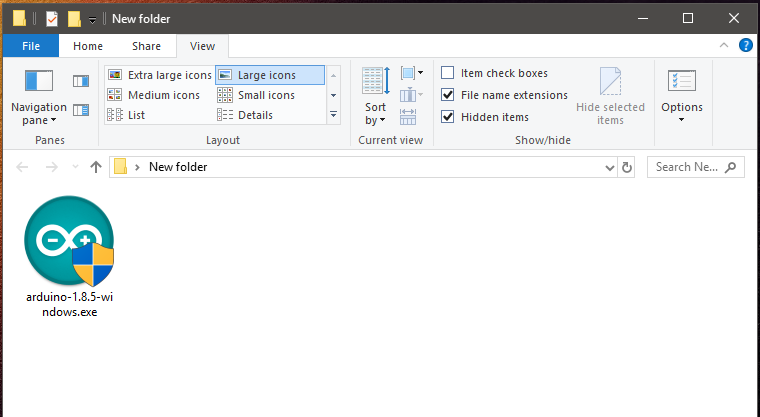 New folder
File
Home
Share
View
Navigation
pane
Panes
Extra large icons
Large icons
Medium icons
Small icons
List
Details
Layout
Sort
by
Current view
Item check boxes
File name extensions
Hidden items
Hide selected
items
Show/hide
Options
New folder
Search Ne...
arduino-1.8.5-wi
ndows.exe